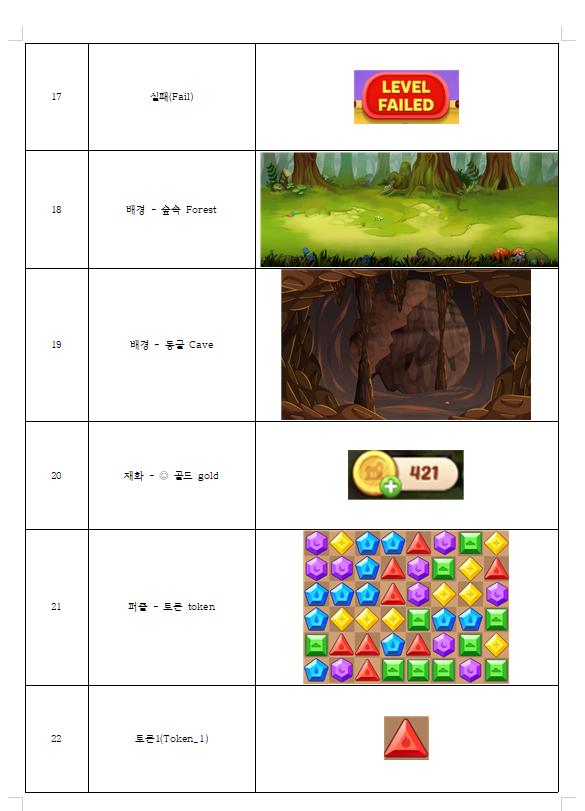 17
실패(Fail)
LEVEL
FAILED
18
배경 - 숲속 Forest
19
배경 - 동굴 Cave
20
재화 - ◎ 골드 gold
421
21
퍼즐 - 토큰 token
22
토큰1(Token_1)